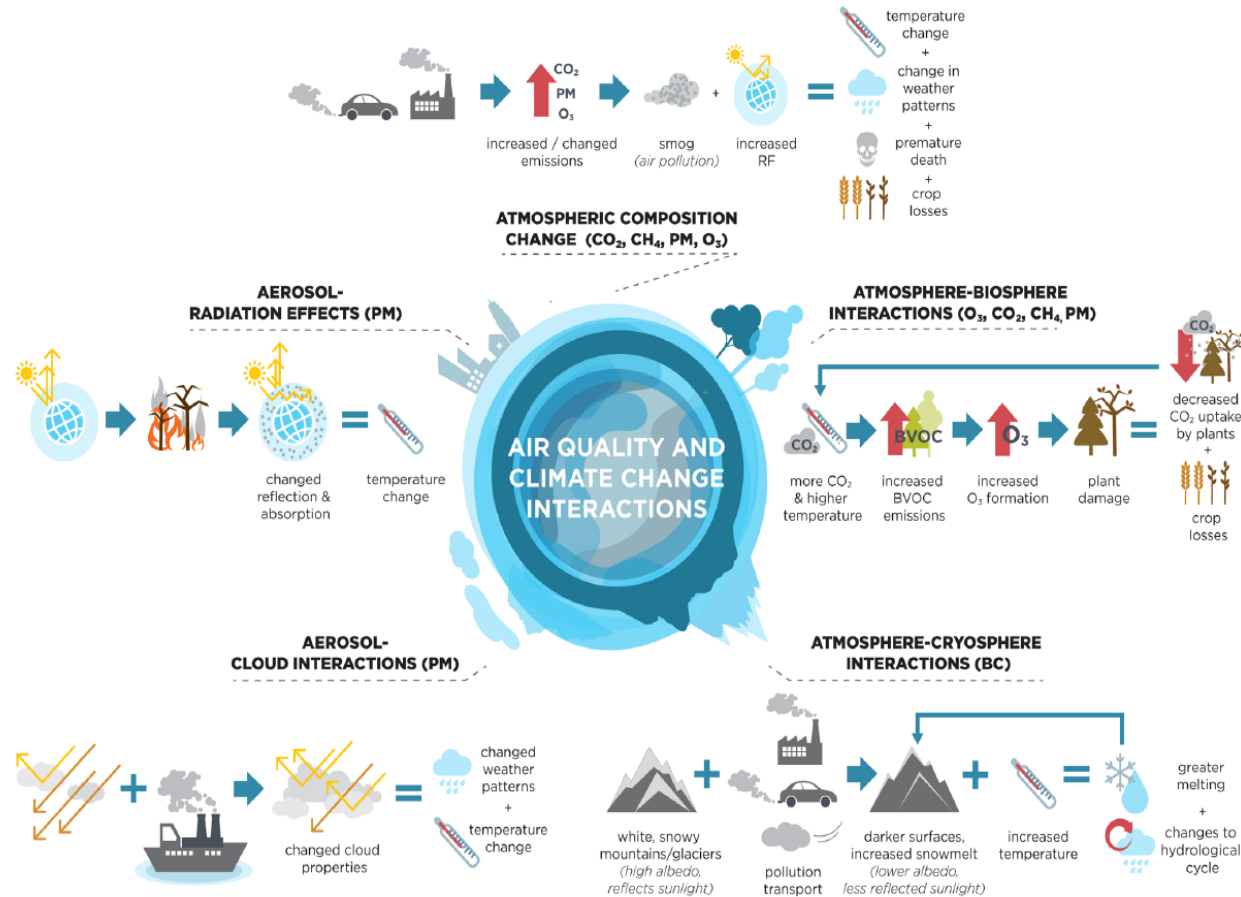 temperature
change
+
change in
weather
patterns
+
premature
death
+
crop
losses
CO₂
PM
O₃
+
=
increased / changed
emissions
smog
(air pollution)
increased
RF
ATMOSPHERIC COMPOSITION
CHANGE (CO₂, CH₄, PM, O₃)
AEROSOL-
RADIATION EFFECTS (PM)
=
changed
reflection &
absorption
temperature
change
ATMOSPHERE-BIOSPHERE
INTERACTIONS (O₃, CO₂, CH₄, PM)
CO₂
CO₂
BVOC
O₃
=
more CO₂
& higher
temperature
increased
BVOC
emissions
increased
O₃ formation
plant
damage
decreased
CO₂ uptake
by plants
+
crop
losses
AIR QUALITY AND
CLIMATE CHANGE
INTERACTIONS
AEROSOL-
CLOUD INTERACTIONS (PM)
+
=
changed cloud
properties
changed
weather
patterns
+
temperature
change
ATMOSPHERE-CRYOSPHERE
INTERACTIONS (BC)
+
+
=
white, snowy
mountains/glaciers
(high albedo,
reflects sunlight)
pollution
transport
darker surfaces,
increased snowmelt
(lower albedo,
less reflected sunlight)
increased
temperature
greater
melting
+
changes to
hydrological
cycle